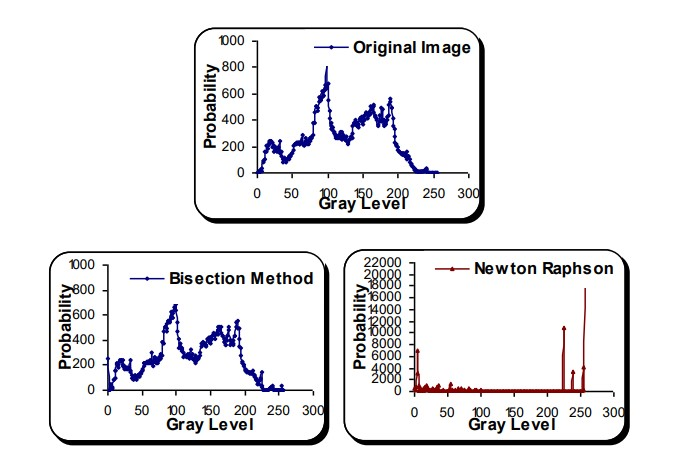 Original Image
Probability
1000
800
600
400
200
0
0 50 100 150 200 250 300
Gray Level
Bisection Method
Probability
1000
800
600
400
200
0
0 50 100 150 200 250 300
Gray Level
Newton Raphson
Probability
22000
20000
18000
16000
14000
12000
10000
8000
6000
4000
2000
0
0 50 100 150 200 250 300
Gray Level